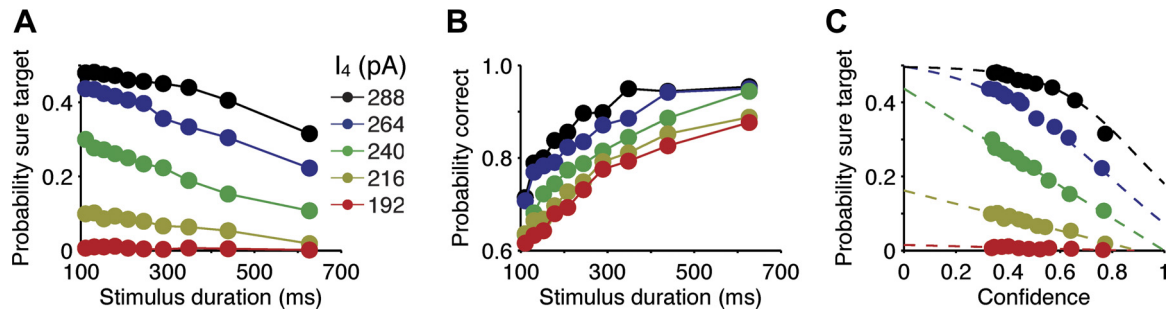 A
Probability sure target
0.4
0.2
0
100 300 500 700
Stimulus duration (ms)
I4 (pA)
288
264
240
216
192
B
Probability correct
1.0
0.8
0.6
100 300 500 700
Stimulus duration (ms)
C
Probability sure target
0.4
0.2
0
0 0.2 0.4 0.6 0.8 1
Confidence